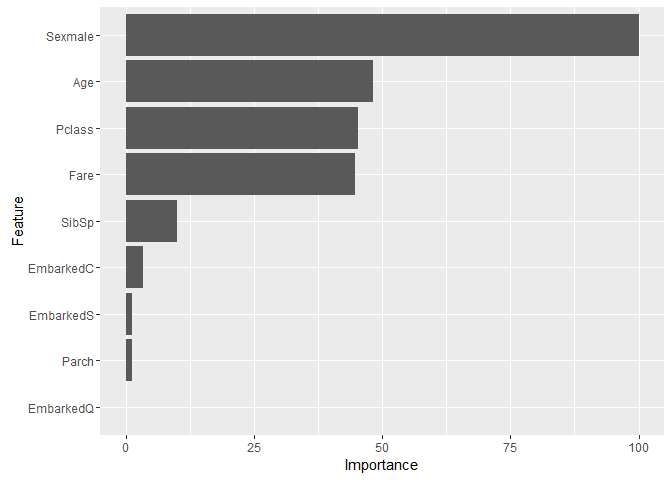 Sexmale
Age
Pclass
Fare
SibSp
EmbarkedC
EmbarkedS
Parch
EmbarkedQ
Feature
0 25 50 75 100
Importance